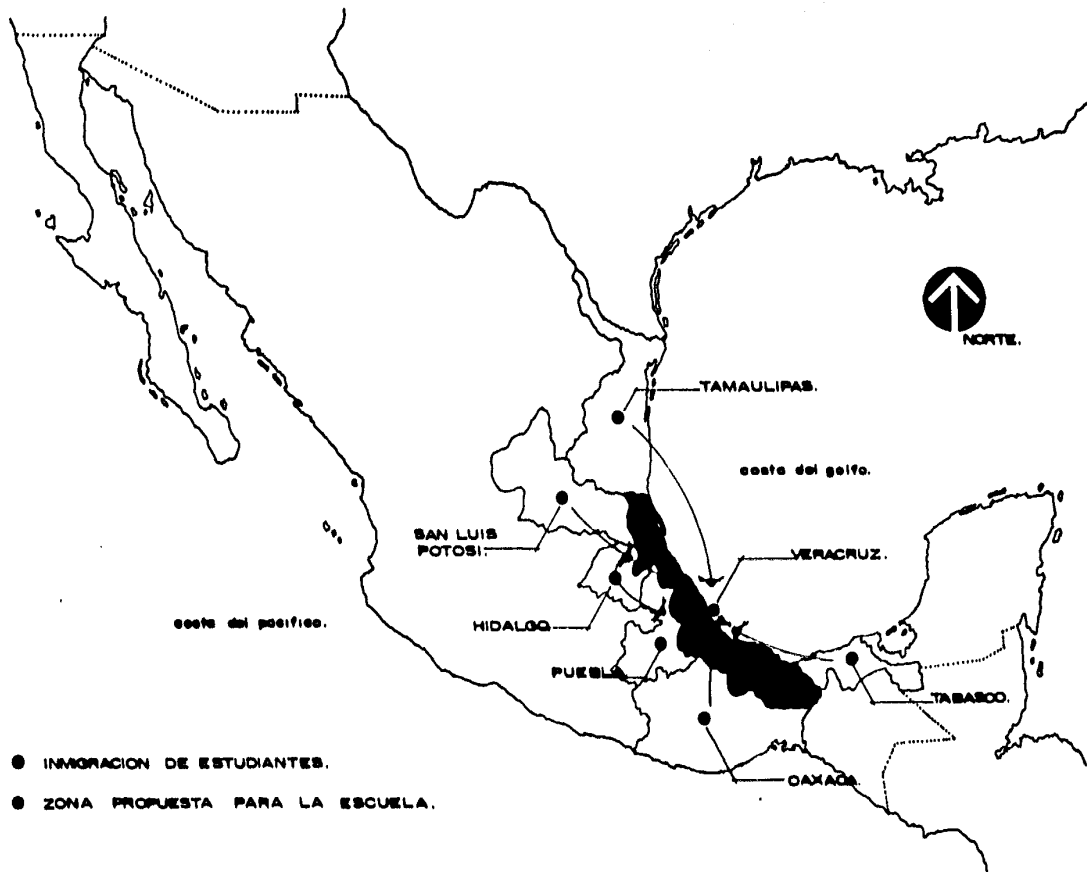 NORTE.
TAMAULIPAS.
costa del golfo.
SAN LUIS
POTOSI.
VERACRUZ.
costa del pacifico.
HIDALGO
PUEBLA
TABASCO.
OAXACA.
INMIGRACION DE ESTUDIANTES.
ZONA PROPUESTA PARA LA ESCUELA.